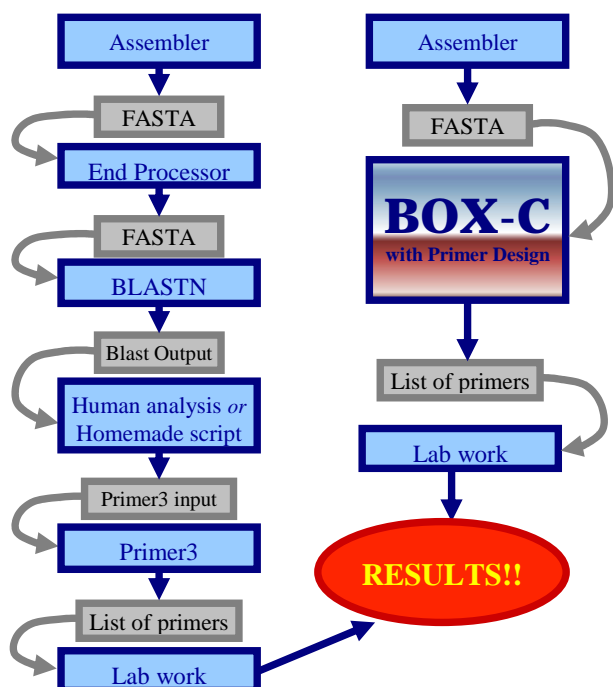 Assembler
FASTA
End Processor
FASTA
BLASTN
Blast Output
Human analysis or
Homemade script
Primer3 input
Primer3
List of primers
Lab work
Assembler
FASTA
BOX-C
with Primer Design
List of primers
Lab work
RESULTS!!